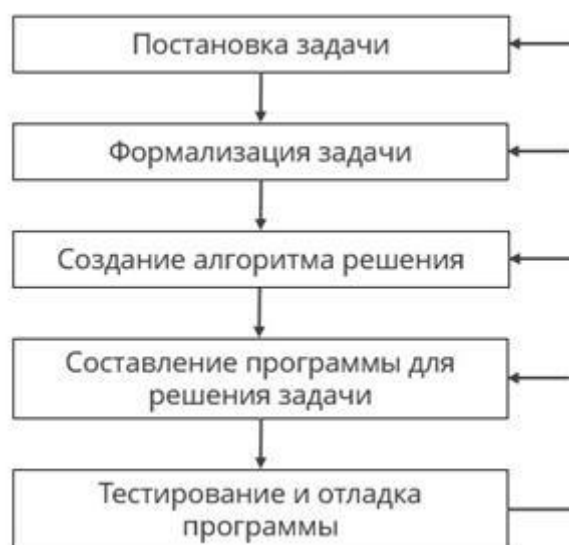 Постановка задачи
Формализация задачи
Создание алгоритма решения
Составление программы для
решения задачи
Тестирование и отладка
программы